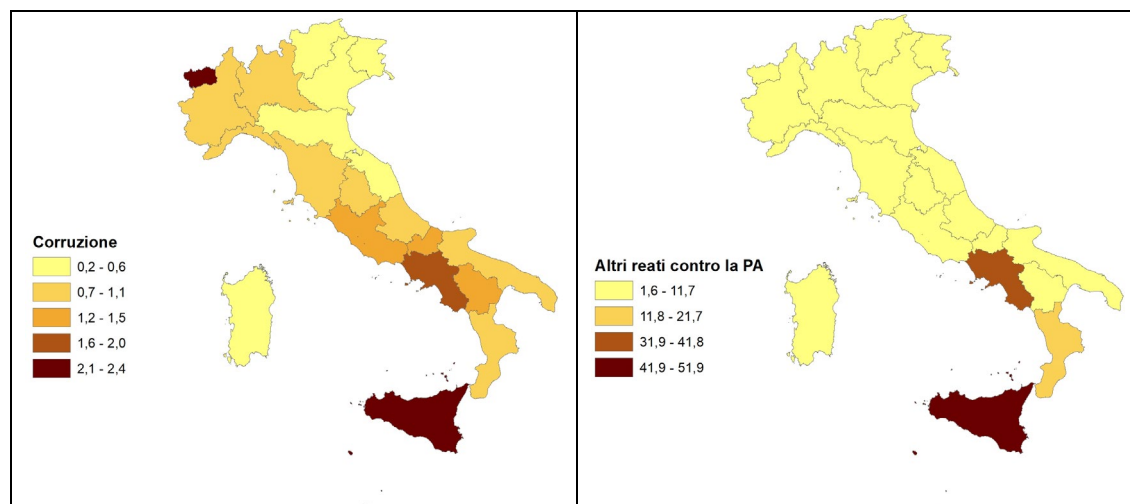 Corruzione
0,2 - 0,6
0,7 - 1,1
1,2 - 1,5
1,6 - 2,0
2,1 - 2,4
Altri reati contro la PA
1,6 - 11,7
11,8 - 21,7
31,9 - 41,8
41,9 - 51,9